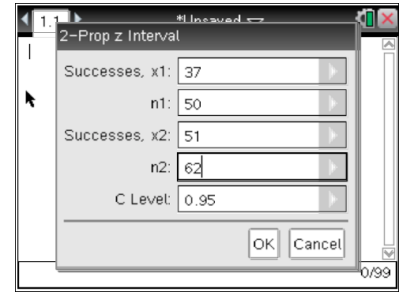 1.1
*Unsaved
2-Prop z Interval
Successes, x1: 37
n1: 50
Successes, x2: 51
n2: 62
C Level: 0.95
OK Cancel
0/99